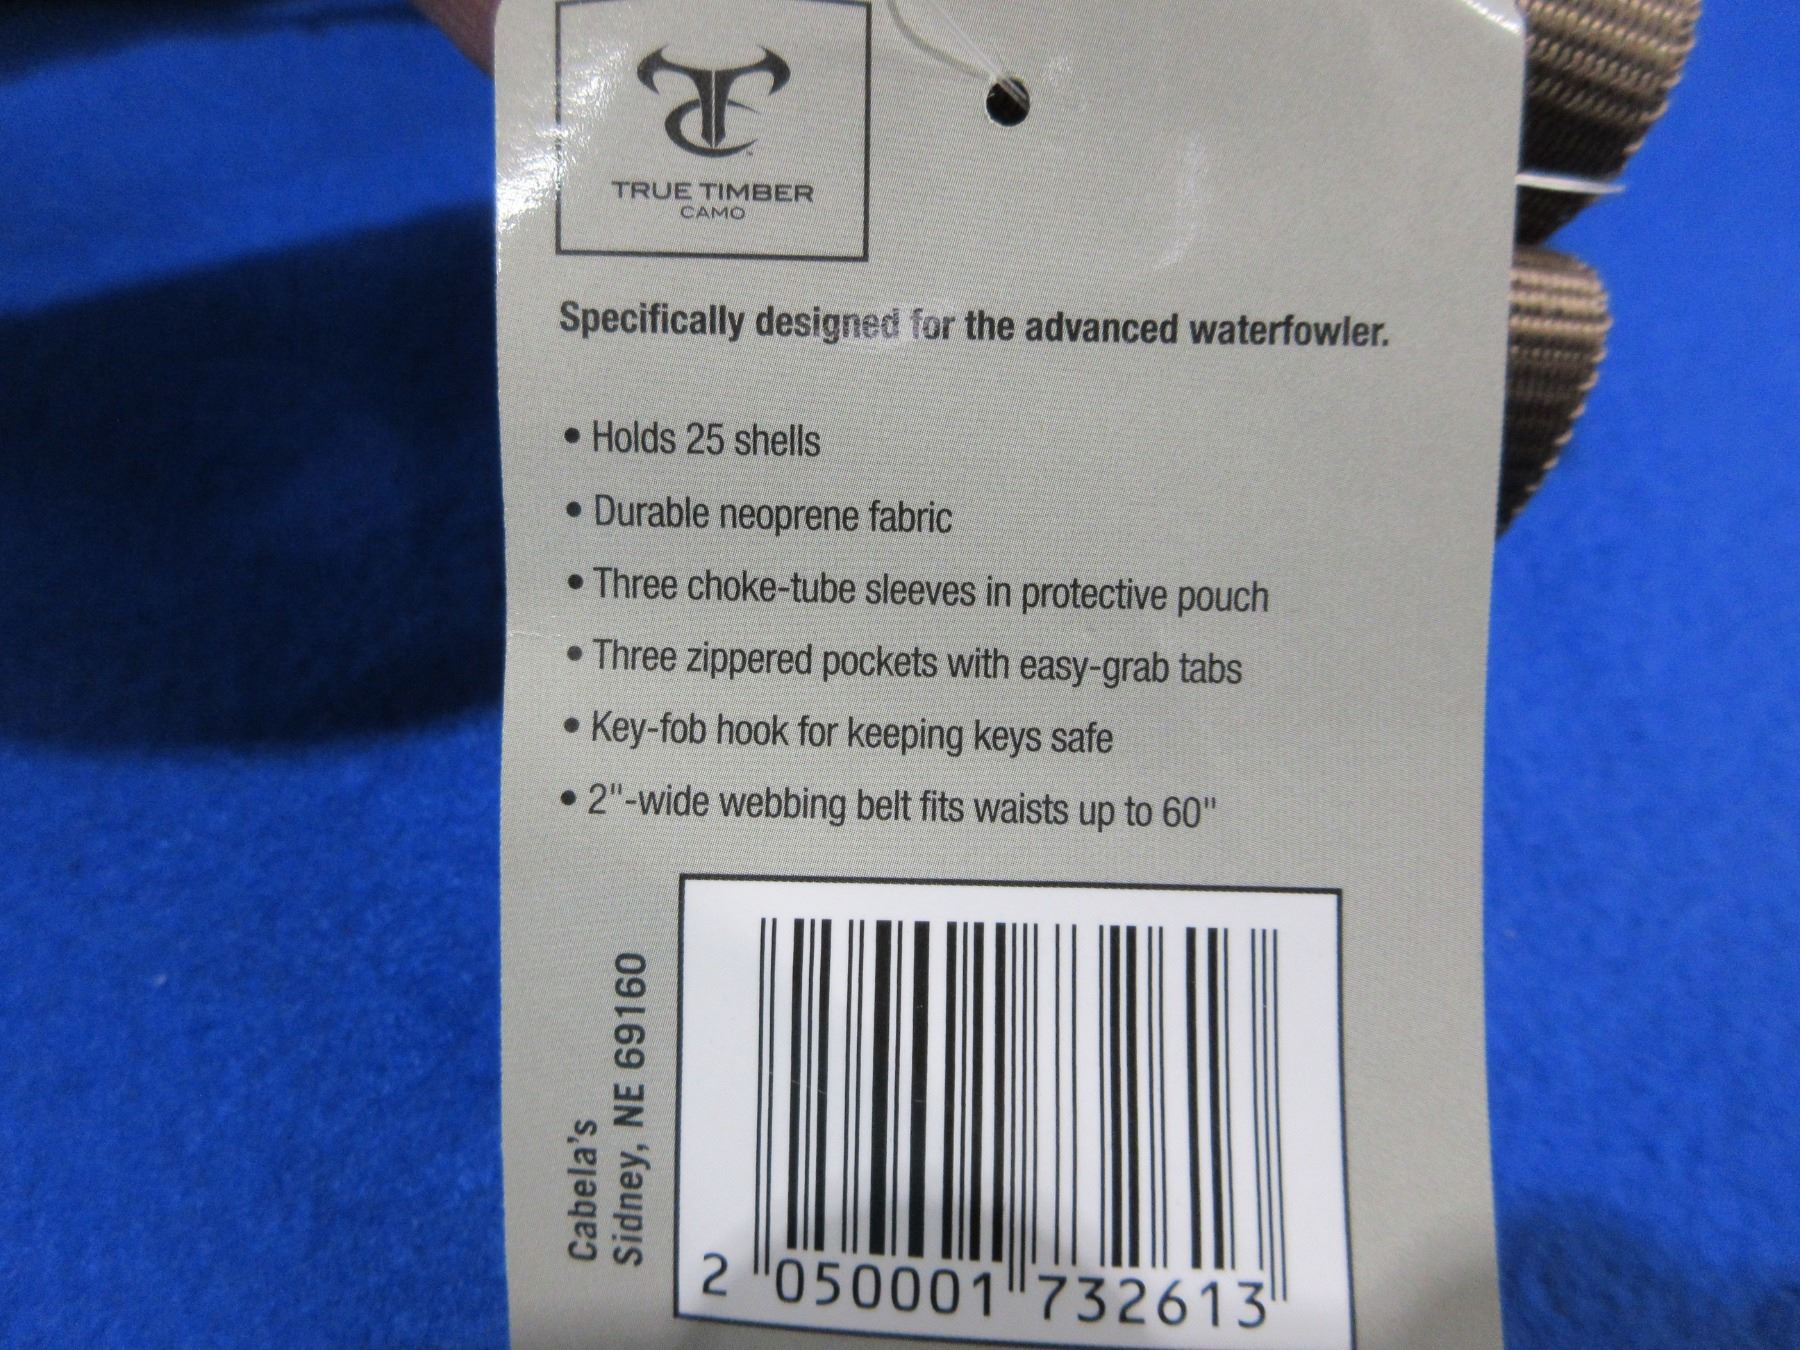 TRUE TIMBER
CAMO
Specifically designed for the advanced waterfowler.
• Holds 25 shells
• Durable neoprene fabric
• Three choke-tube sleeves in protective pouch
• Three zippered pockets with easy-grab tabs
• Key-fob hook for keeping keys safe
• 2"-wide webbing belt fits waists up to 60"
Cabela's
Sidney, NE 69160
2 050001 732613